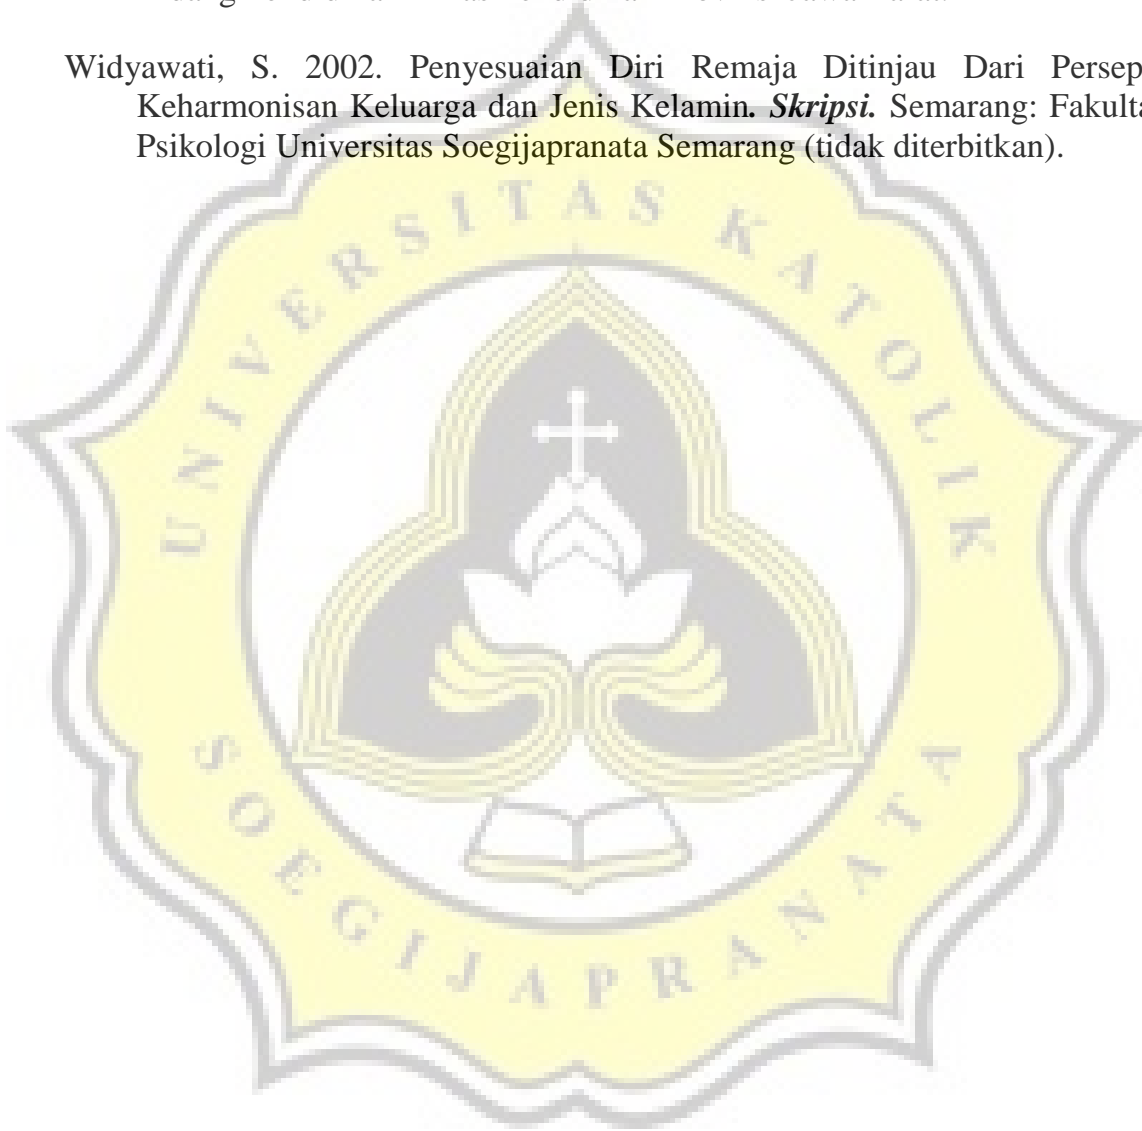 Widyawati, S. 2002. Penyesuaian Diri Remaja Ditinjau Dari Persep
Keharmonisan Keluarga dan Jenis Kelamin. Skripsi. Semarang: Fakulta
Psikologi Universitas Soegijapranata Semarang (tidak diterbitkan).
UNIVERSITAS KATOLIK
SOEGIJAPRANATA